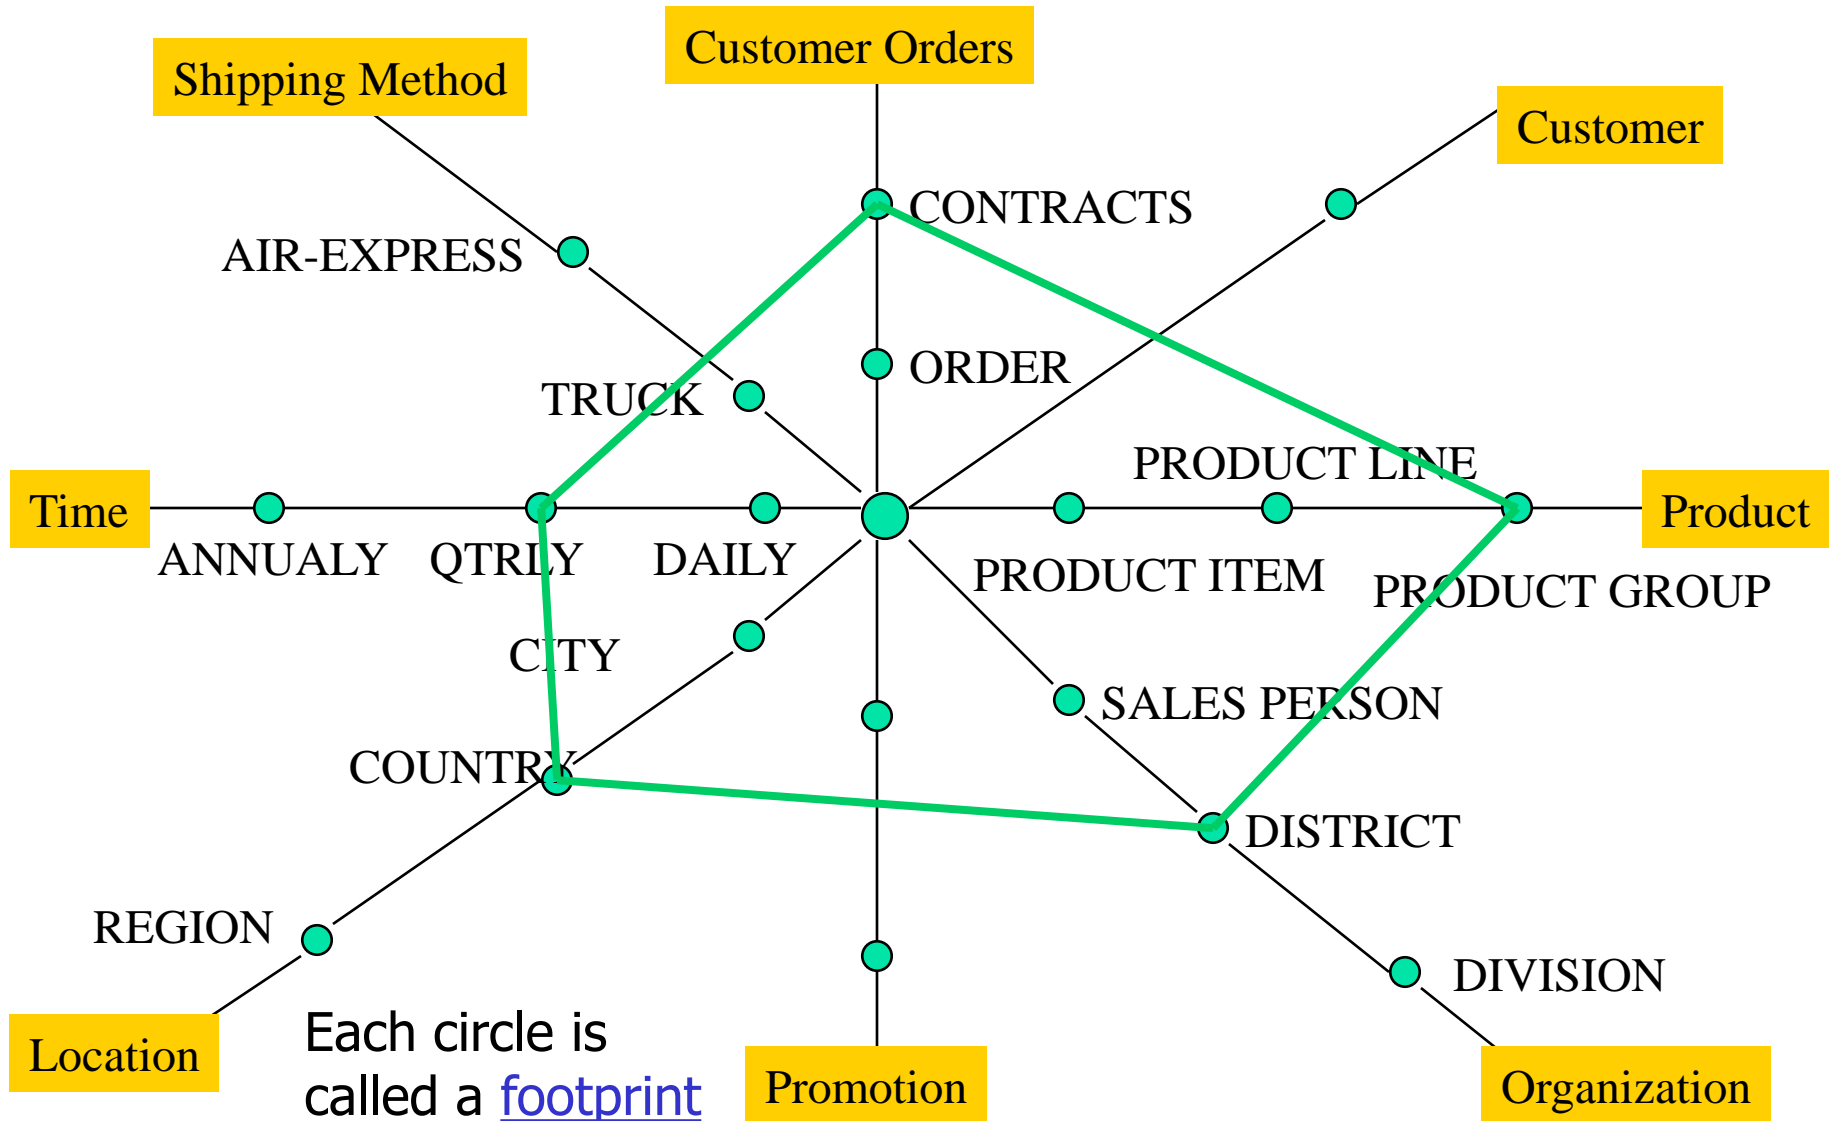 Customer Orders
Shipping Method
Customer
CONTRACTS
AIR-EXPRESS
ORDER
TRUCK
PRODUCT LINE
Time
Product
ANNUALY
QTRLY
DAILY
PRODUCT ITEM
PRODUCT GROUP
CITY
SALES PERSON
COUNTRY
DISTRICT
REGION
DIVISION
Each circle is
called a footprint
Location
Promotion
Organization